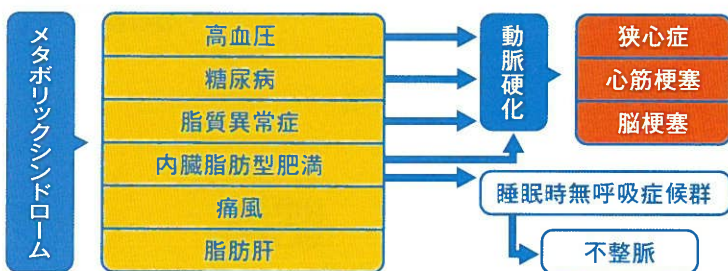 メタボリックシンドローム
高血圧
糖尿病
脂質異常症
内臓脂肪型肥満
痛風
脂肪肝
動脈硬化
狭心症
心筋梗塞
脳梗塞
睡眠時無呼吸症候群
不整脈